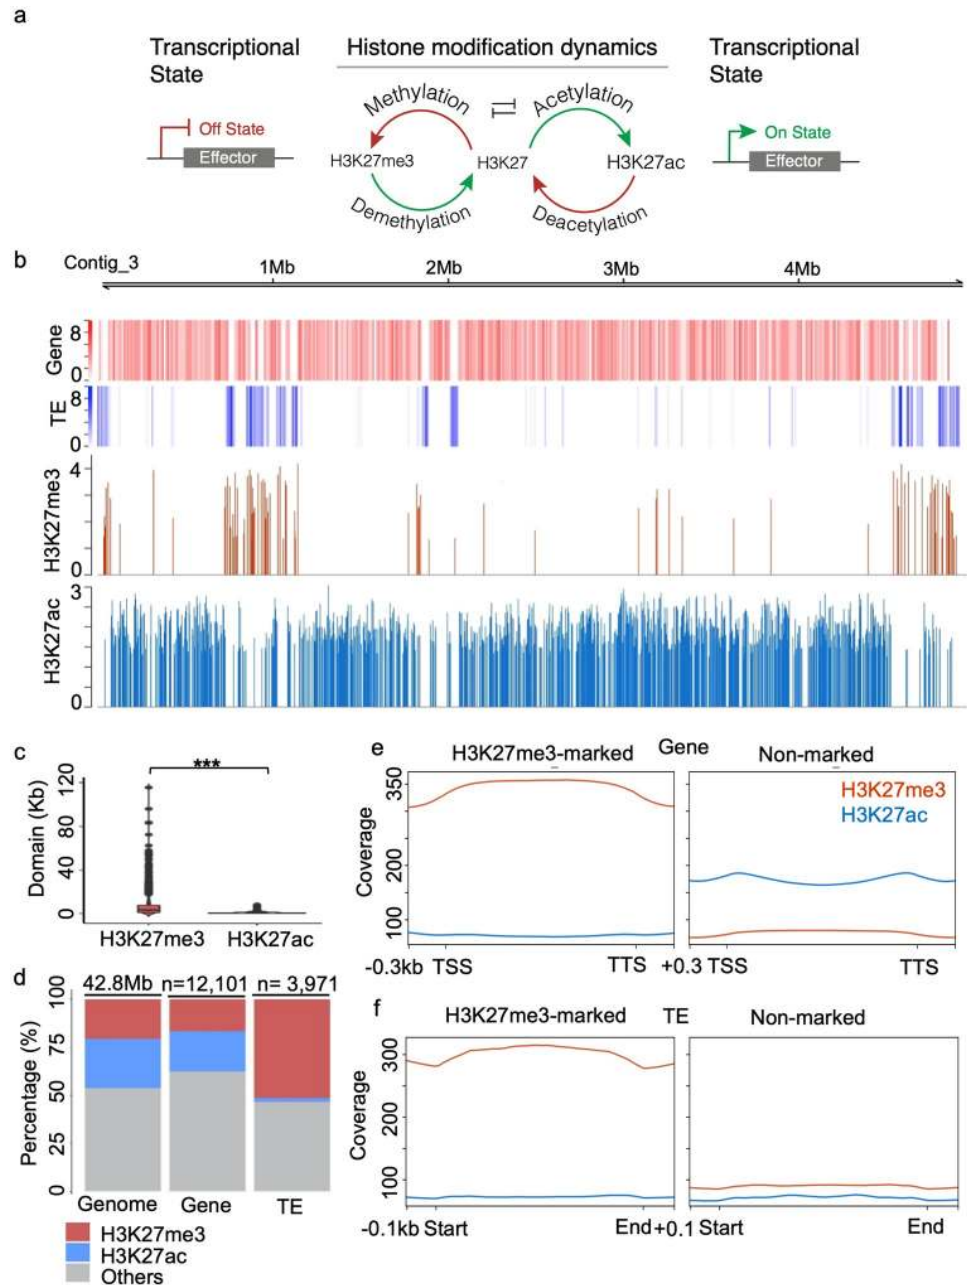 a
Transcriptional State
Histone modification dynamics
Transcriptional State
Off State
Effector
Methylation
Acetylation
H3K27me3
H3K27
H3K27ac
Demethylation
Deacetylation
On State
Effector
b
Contig_3
1Mb
2Mb
3Mb
4Mb
Gene
8
0
TE
8
0
H3K27me3
4
0
H3K27ac
3
0
c
***
Domain (Kb)
120
80
40
0
H3K27me3
H3K27ac
d
42.8Mb
n=12,101
n= 3,971
Percentage (%)
100
75
50
25
0
Genome
Gene
TE
H3K27me3
H3K27ac
Others
e
H3K27me3-marked
Gene
Non-marked
H3K27me3
H3K27ac
Coverage
350
200
100
-0.3kb TSS
TTS
+0.3 TSS
TTS
f
H3K27me3-marked
TE
Non-marked
Coverage
300
200
100
-0.1kb Start
End
+0.1 Start
End